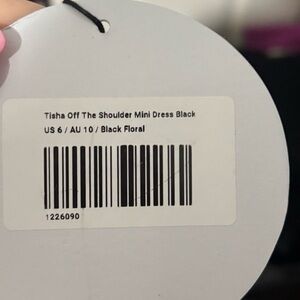 Tisha Off The Shoulder Mini Dress Black
US 6 / AU 10 / Black Floral
1226090